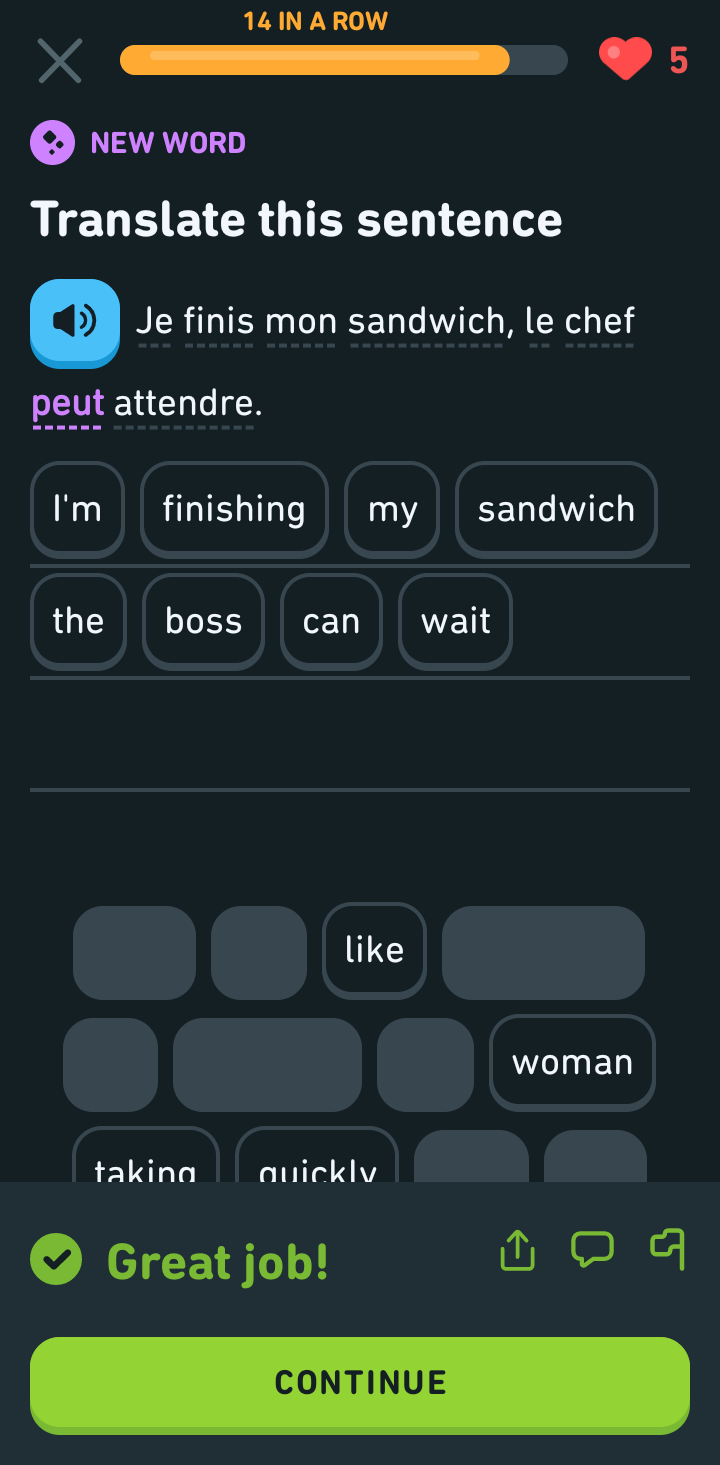 14 IN A ROW
5
NEW WORD
Translate this sentence
Je finis mon sandwich, le chef
peut attendre.
I'm finishing my sandwich
the boss can wait
like
woman
taking quickly
Great job!
CONTINUE